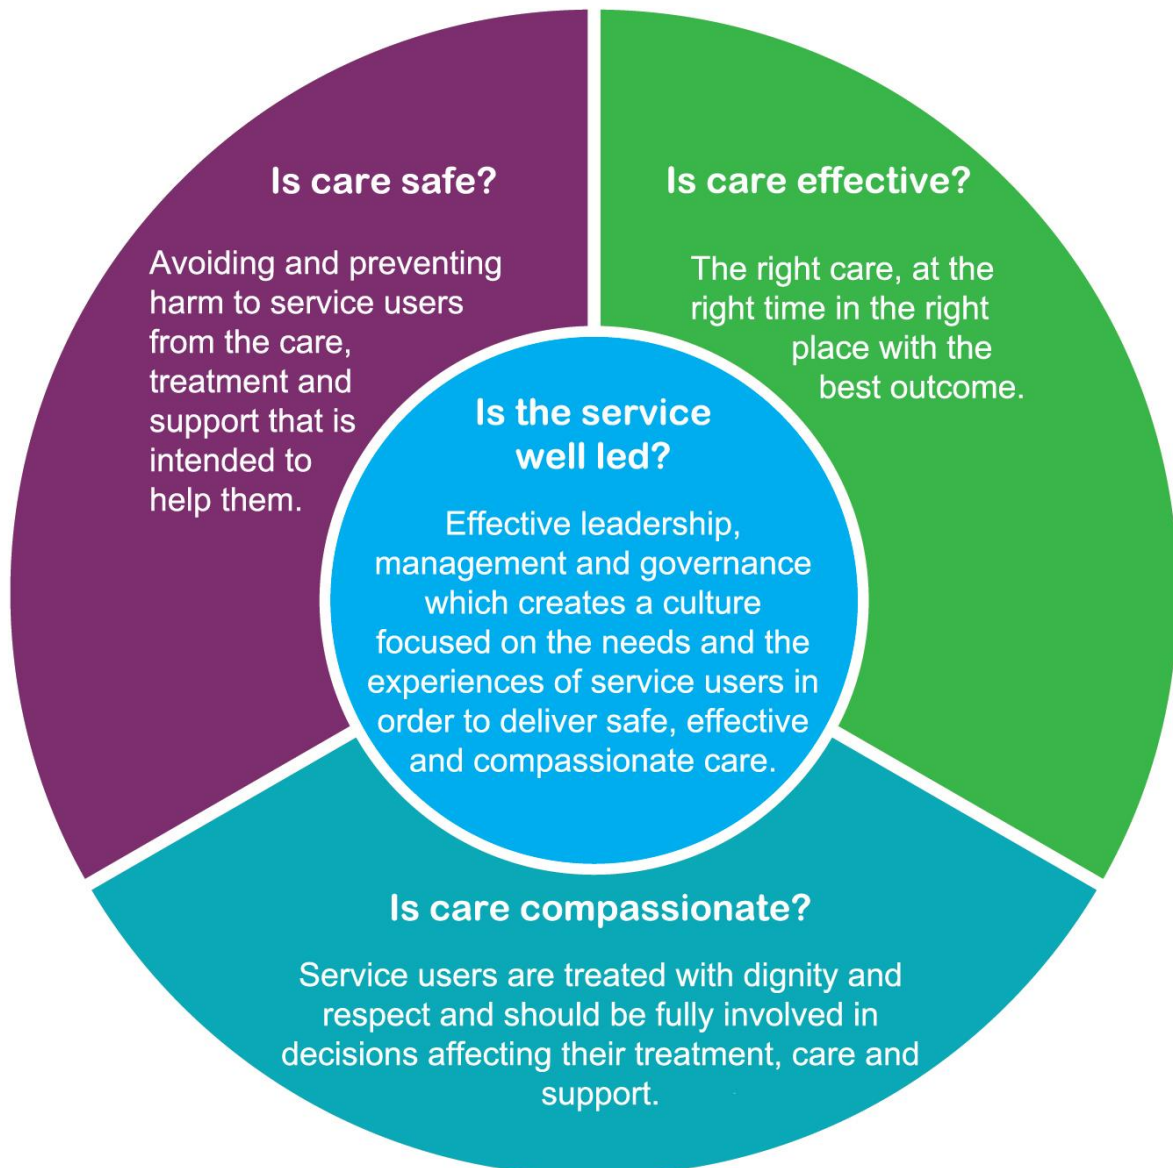 Is care safe?
Avoiding and preventing
harm to service users
from the care,
treatment and
support that is
intended to
help them.
Is care effective?
The right care, at the
right time in the right
place with the
best outcome.
Is the service
well led?
Effective leadership,
management and governance
which creates a culture
focused on the needs and the
experiences of service users in
order to deliver safe, effective
and compassionate care.
Is care compassionate?
Service users are treated with dignity and
respect and should be fully involved in
decisions affecting their treatment, care and
support.